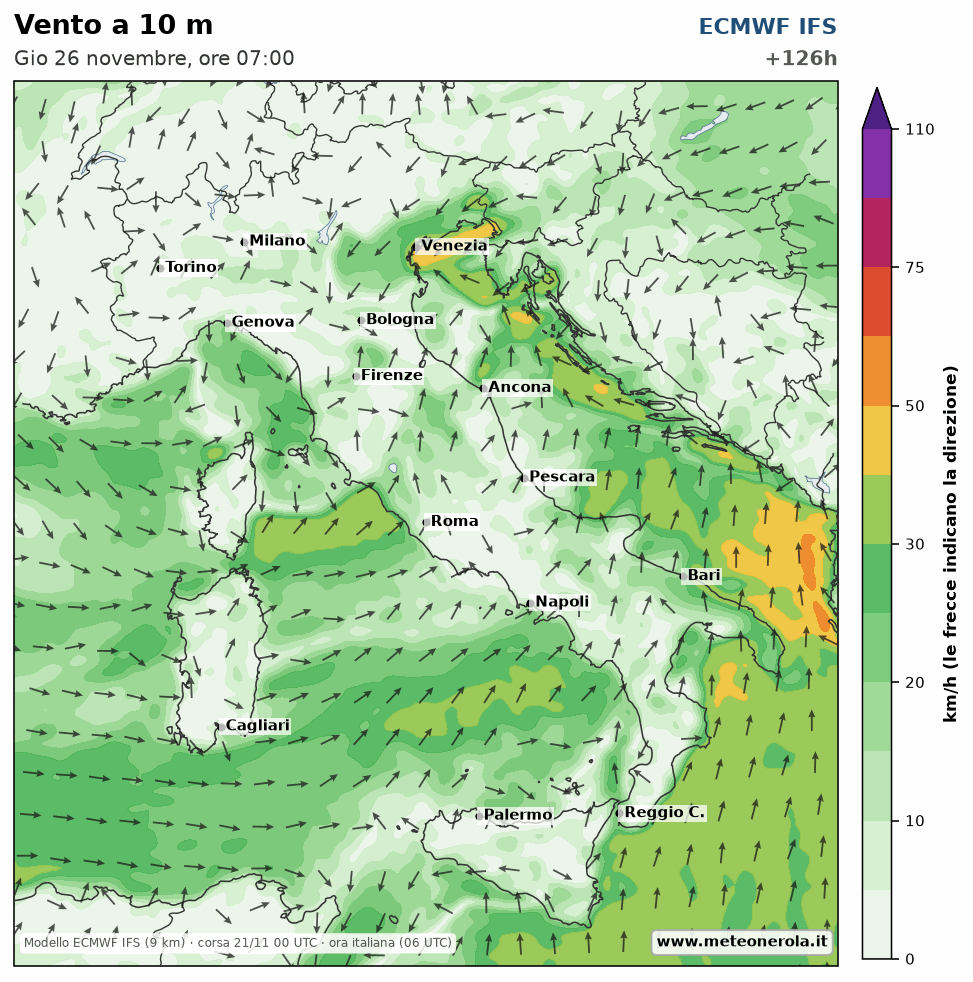 Vento a 10 m
ECMWF IFS
Gio 26 novembre, ore 07:00
+126h
110
Venezia
Milano
Torino
75
Genova
Bologna
Firenze
Ancona
50
Pescara
Roma
30
Bari
Napoli
20
Cagliari
Palermo
Reggio C.
10
km/h (le frecce indicano la direzione)
Modello ECMWF IFS (9 km) · corsa 21/11 00 UTC · ora italiana (06 UTC)
www.meteonerola.it
0